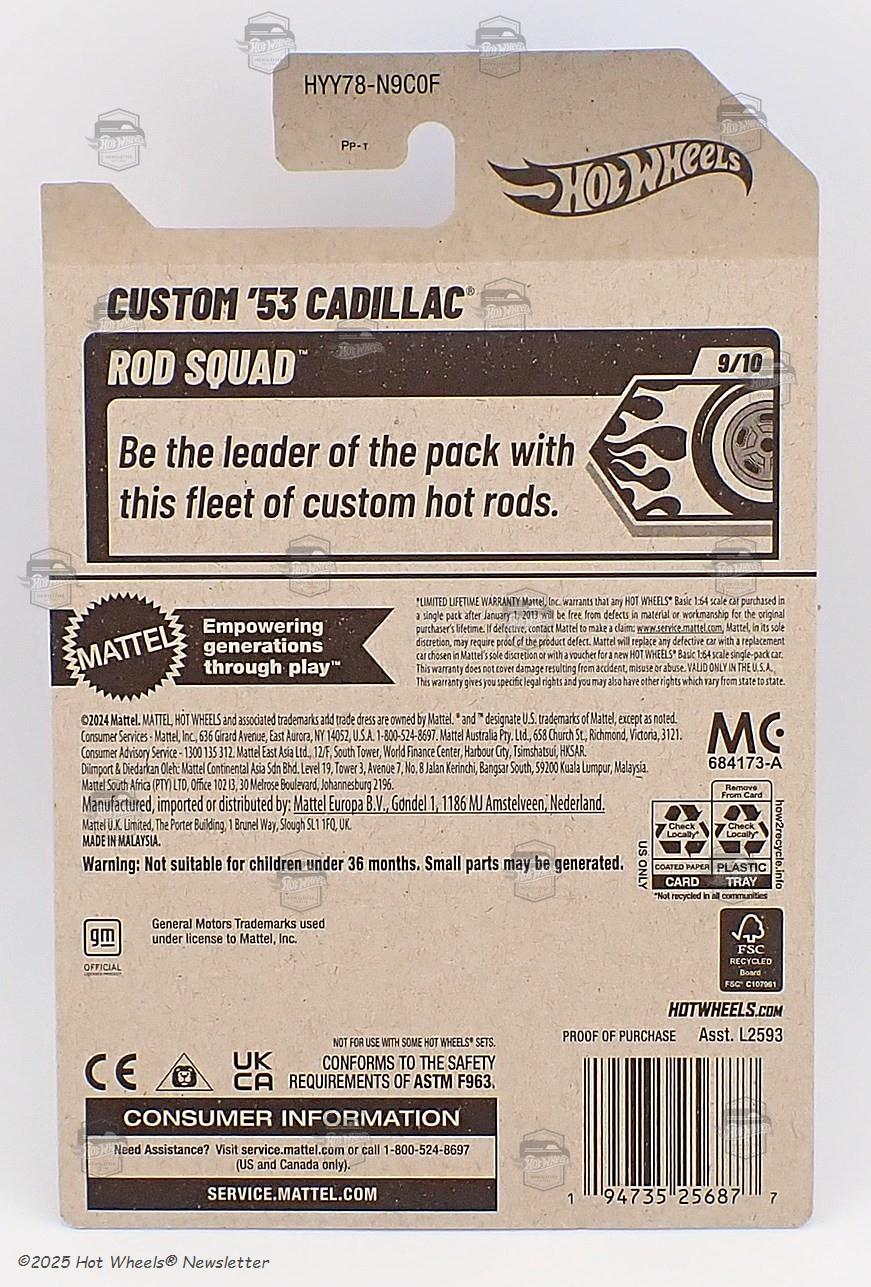 HYY78-N9C0F
PP-T
HOT WHEELS
CUSTOM '53 CADILLAC®
ROD SQUAD™
9/10
Be the leader of the pack with
this fleet of custom hot rods.
MATTEL
Empowering
generations
through play™
†LIMITED LIFETIME WARRANTY Mattel, Inc. warrants that any HOT WHEELS® Basic 1:64 scale car purchased in
a single pack after January 1, 2013 will be free from defects in material or workmanship for the original
purchaser's lifetime. If defective, contact Mattel to make a claim: www.service.mattel.com. Mattel, in its sole
discretion, may require proof of the product defect. Mattel will replace any defective car with a replacement
car chosen in Mattel's sole discretion or with a voucher for a new HOT WHEELS® Basic 1:64 scale single-pack car.
This warranty does not cover damage resulting from accident, misuse or abuse. VALID ONLY IN THE U.S.A.
This warranty gives you specific legal rights and you may also have other rights which vary from state to state.
©2024 Mattel. MATTEL, HOT WHEELS and associated trademarks and trade dress are owned by Mattel. ® and ™ designate U.S. trademarks of Mattel, except as noted.
Consumer Services - Mattel, Inc., 636 Girard Avenue, East Aurora, NY 14052, U.S.A. 1-800-524-8697. Mattel Australia Pty. Ltd., 658 Church St., Richmond, Victoria, 3121.
Consumer Advisory Service - 1300 135 312. Mattel East Asia Ltd., 12/F, South Tower, World Finance Center, Harbour City, Tsimshatsui, HKSAR.
Diimport & Diedarkan Oleh: Mattel Continental Asia Sdn Bhd. Level 19, Tower 3, Avenue 7, No. 8 Jalan Kerinchi, Bangsar South, 59200 Kuala Lumpur, Malaysia.
Mattel South Africa (PTY) LTD, Office 102 I3, 30 Melrose Boulevard, Johannesburg 2196.
Manufactured, imported or distributed by: Mattel Europa B.V., Gondel 1, 1186 MJ Amstelveen, Nederland.
Mattel U.K. Limited, The Porter Building, 1 Brunel Way, Slough SL1 1FQ, UK.
MADE IN MALAYSIA.
Warning: Not suitable for children under 36 months. Small parts may be generated.
MC
684173-A
Remove
From Card
Check
Locally*
Check
Locally*
COATED PAPER
PLASTIC
CARD
TRAY
US ONLY
how2recycle.info
*Not recycled in all communities
gm
OFFICIAL
LICENSED PRODUCT
General Motors Trademarks used
under license to Mattel, Inc.
FSC
RECYCLED
Board
FSC® C107961
HOTWHEELS.COM
PROOF OF PURCHASE Asst. L2593
NOT FOR USE WITH SOME HOT WHEELS® SETS.
CE
UK
CA
CONFORMS TO THE SAFETY
REQUIREMENTS OF ASTM F963.
CONSUMER INFORMATION
Need Assistance? Visit service.mattel.com or call 1-800-524-8697
(US and Canada only).
SERVICE.MATTEL.COM
1 94735 25687 7
©2025 Hot Wheels® Newsletter